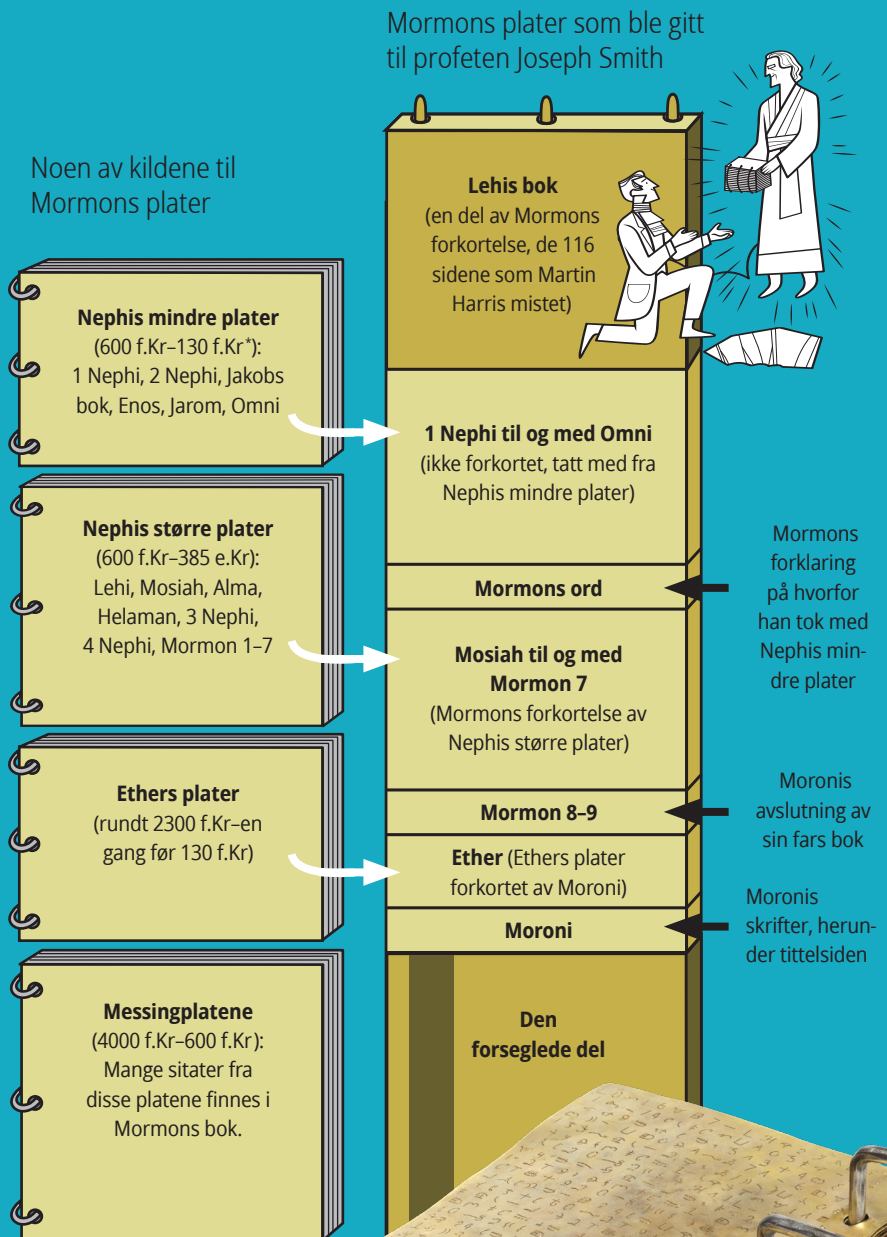 Mormons plater som ble gitt
til profeten Joseph Smith
Noen av kildene til
Mormons plater
Nephis mindre plater
(600 f.Kr–130 f.Kr*):
1 Nephi, 2 Nephi, Jakobs
bok, Enos, Jarom, Omni
Nephis større plater
(600 f.Kr–385 e.Kr):
Lehi, Mosiah, Alma,
Helaman, 3 Nephi,
4 Nephi, Mormon 1–7
Ethers plater
(rundt 2300 f.Kr–en
gang før 130 f.Kr)
Messingplatene
(4000 f.Kr–600 f.Kr):
Mange sitater fra
disse platene finnes i
Mormons bok.
Lehis bok
(en del av Mormons
forkortelse, de 116
sidene som Martin
Harris mistet)
1 Nephi til og med Omni
(ikke forkortet, tatt med fra
Nephis mindre plater)
Mormons ord
Mosiah til og med
Mormon 7
(Mormons forkortelse av
Nephis større plater)
Mormon 8–9
Ether (Ethers plater
forkortet av Moroni)
Moroni
Den
forseglede del
Mormons
forklaring
på hvorfor
han tok med
Nephis min-
dre plater
Moronis
avslutning av
sin fars bok
Moronis
skrifter, herun-
der tittelsiden